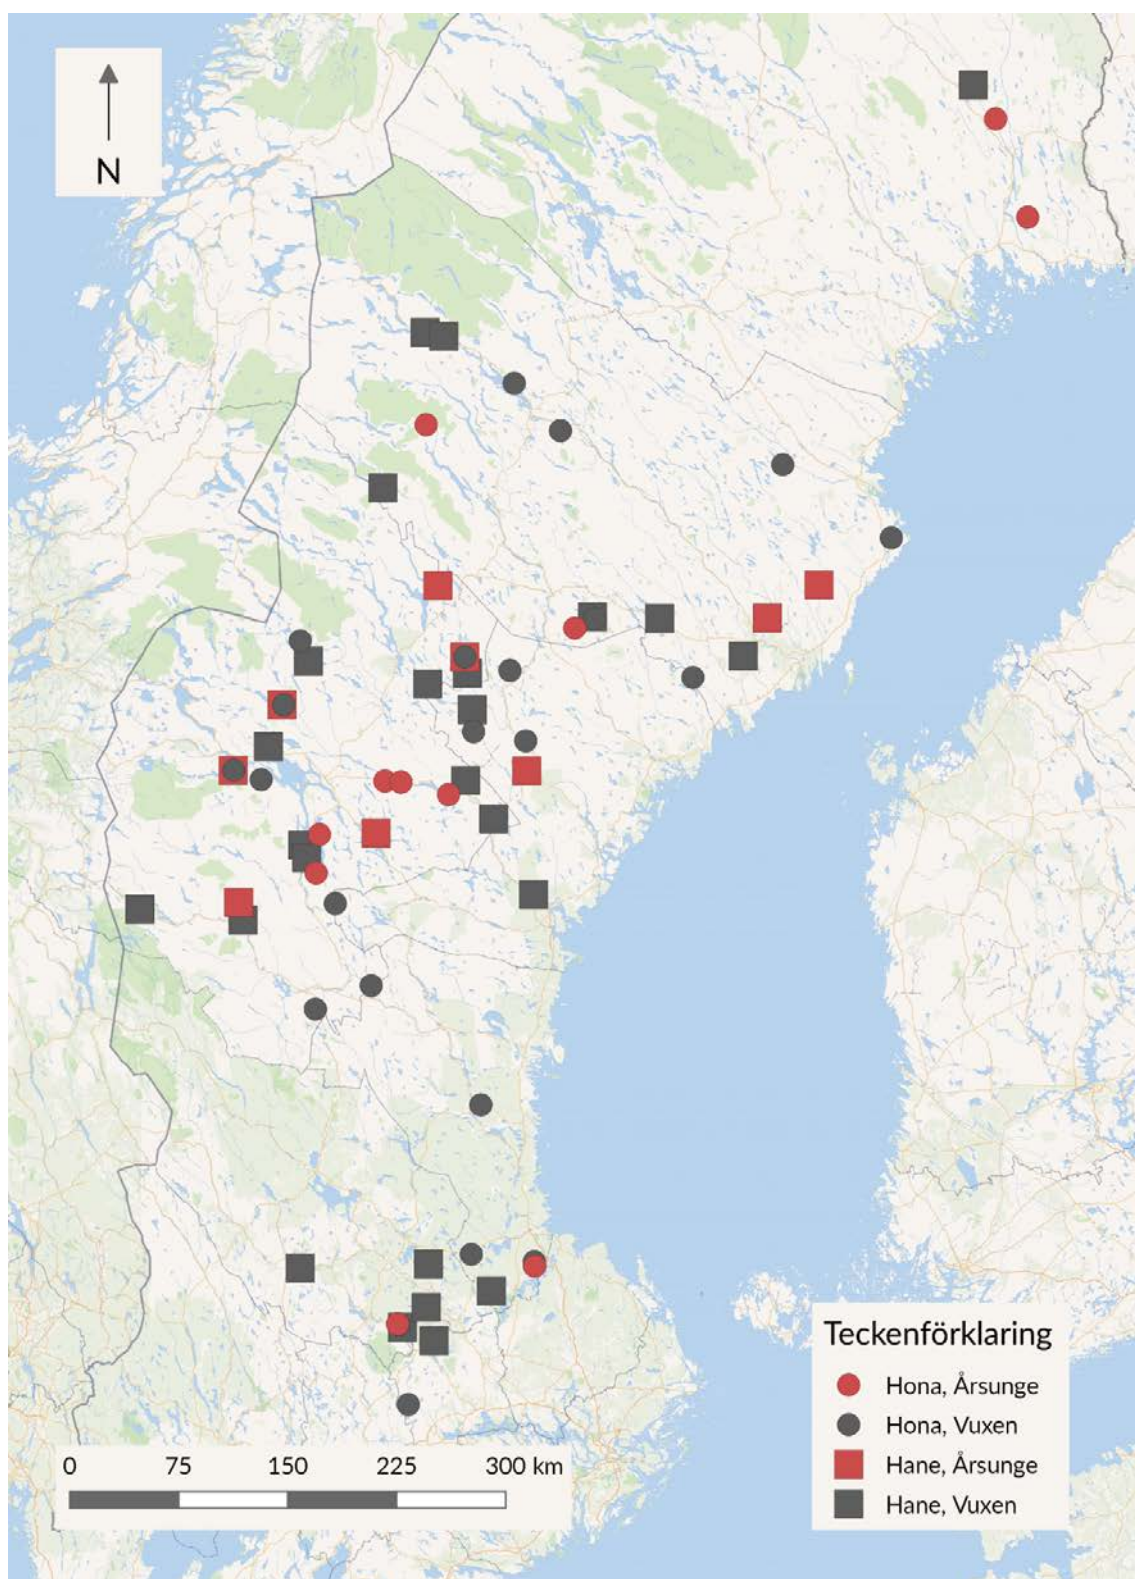 N
Teckenförklaring
Hona, Årsunge
Hona, Vuxen
Hane, Årsunge
Hane, Vuxen
0 75 150 225 300 km